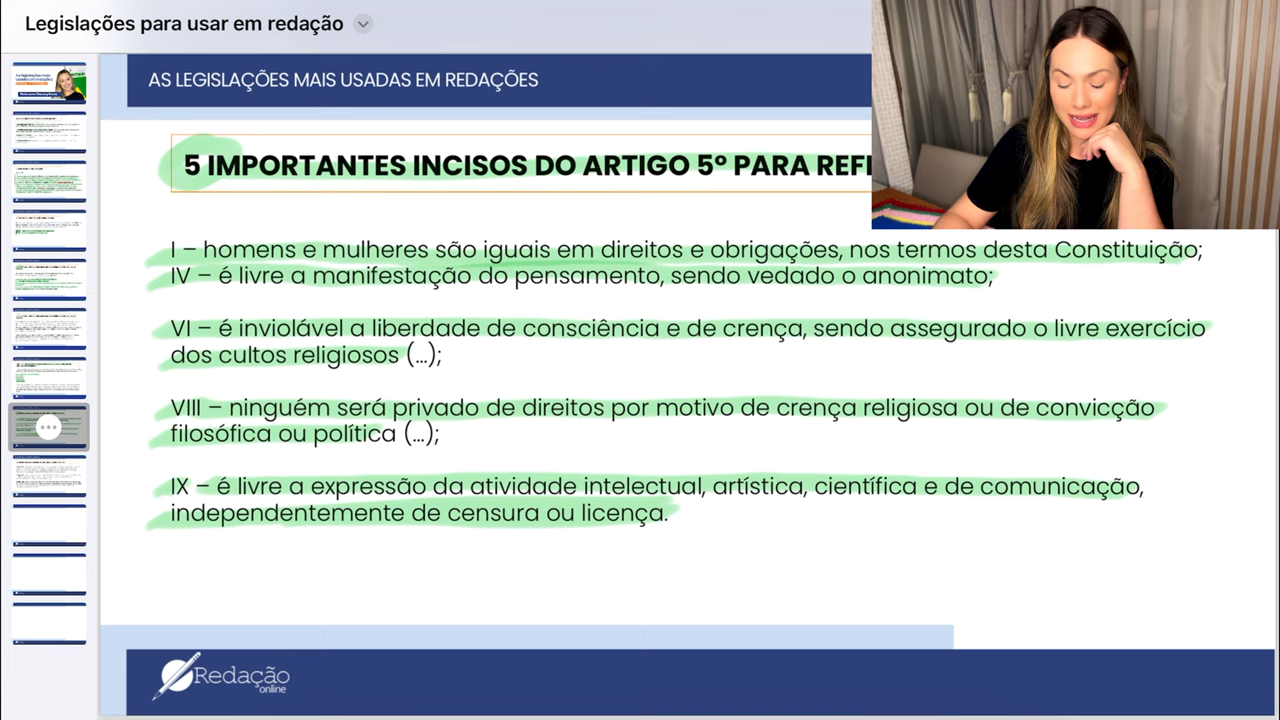 Legislações para usar em redação
AS LEGISLAÇÕES MAIS USADAS EM REDAÇÕES
5 IMPORTANTES INCISOS DO ARTIGO 5º PARA
I – homens e mulheres são iguais em direitos e obrigações, nos termos desta Constituição;
IV – é livre a manifestação do pensamento, sendo vedado o anonimato;
VI – é inviolável a liberdade de consciência e de crença, sendo assegurado o livre exercício
dos cultos religiosos (...);
VIII – ninguém será privado de direitos por motivo de crença religiosa ou de convicção
filosófica ou política (...);
IX – é livre a expressão da atividade intelectual, artística, científica e de comunicação,
independentemente de censura ou licença.
Redação
online